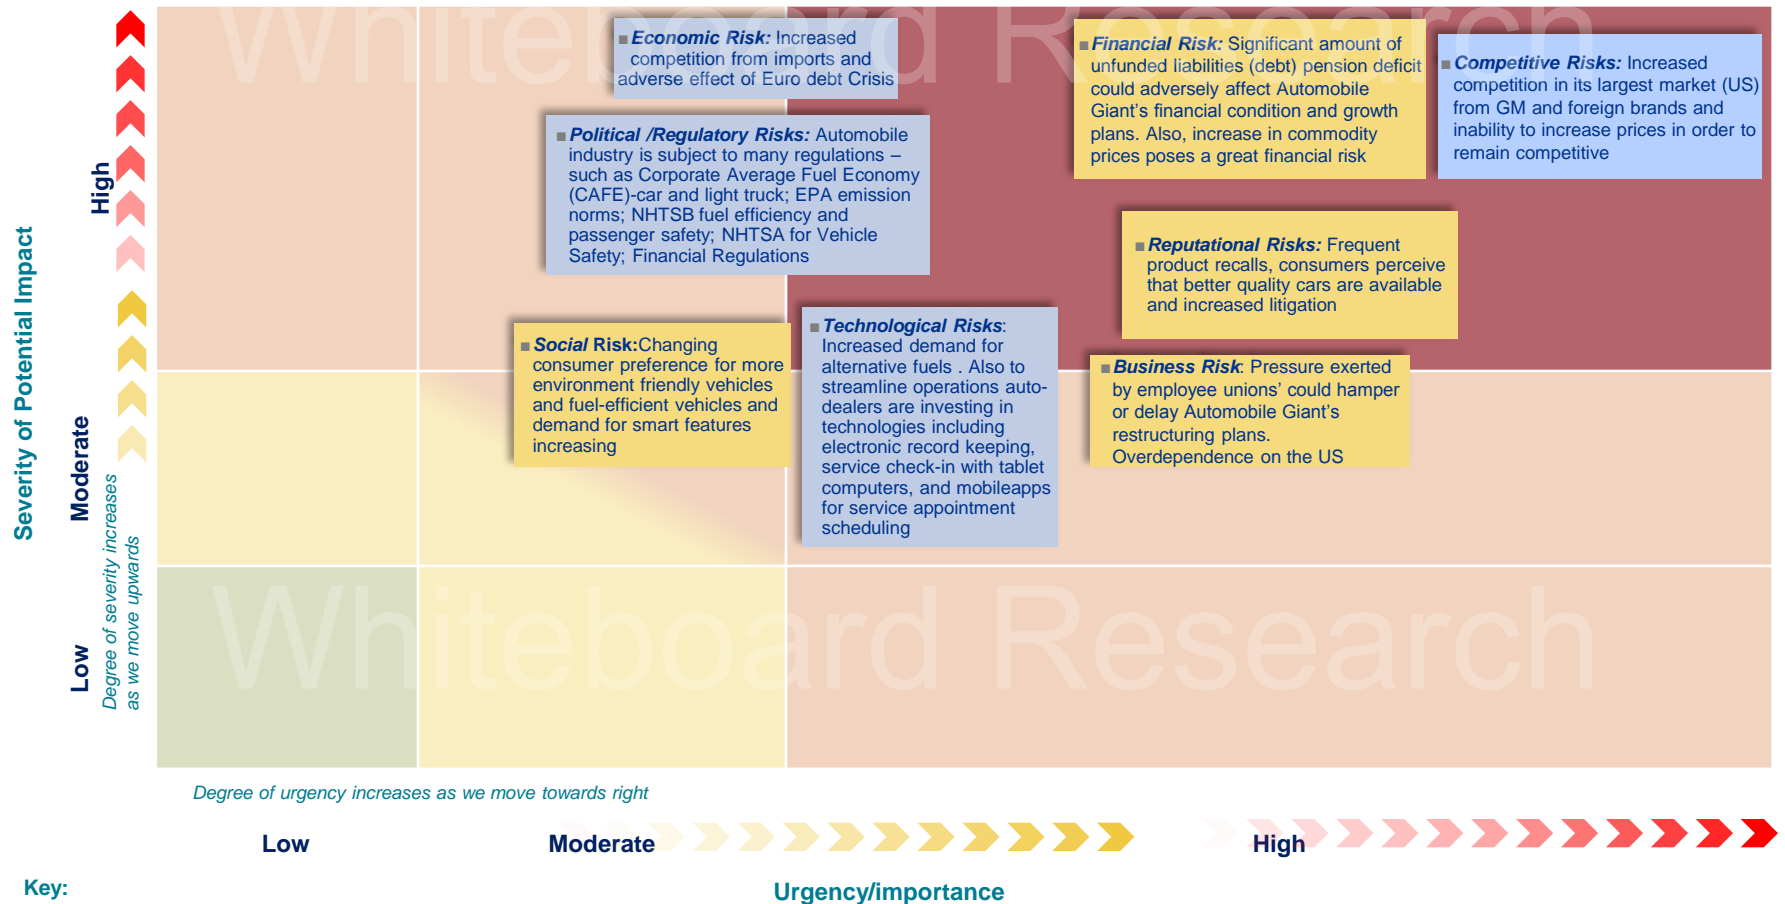 Whiteboard Research
■ Economic Risk: Increased
competition from imports and
adverse effect of Euro debt Crisis
■ Financial Risk: Significant amount of
unfunded liabilities (debt) pension deficit
could adversely affect Automobile
Giant’s financial condition and growth
plans. Also, increase in commodity
prices poses a great financial risk
■ Competitive Risks: Increased
competition in its largest market (US)
from GM and foreign brands and
inability to increase prices in order to
remain competitive
■ Political /Regulatory Risks: Automobile
industry is subject to many regulations –
such as Corporate Average Fuel Economy
(CAFE)-car and light truck; EPA emission
norms; NHTSB fuel efficiency and
passenger safety; NHTSA for Vehicle
Safety; Financial Regulations
■ Reputational Risks: Frequent
product recalls, consumers perceive
that better quality cars are available
and increased litigation
■ Social Risk:Changing
consumer preference for more
environment friendly vehicles
and fuel-efficient vehicles and
demand for smart features
increasing
■ Technological Risks:
Increased demand for
alternative fuels . Also to
streamline operations auto-
dealers are investing in
technologies including
electronic record keeping,
service check-in with tablet
computers, and mobileapps
for service appointment
scheduling
■ Business Risk: Pressure exerted
by employee unions’ could hamper
or delay Automobile Giant’s
restructuring plans.
Overdependence on the US
Whiteboard Research
Severity of Potential Impact
High
Moderate
Low
Degree of severity increases
as we move upwards
Degree of urgency increases as we move towards right
Low
Moderate
High
Key:
Urgency/importance